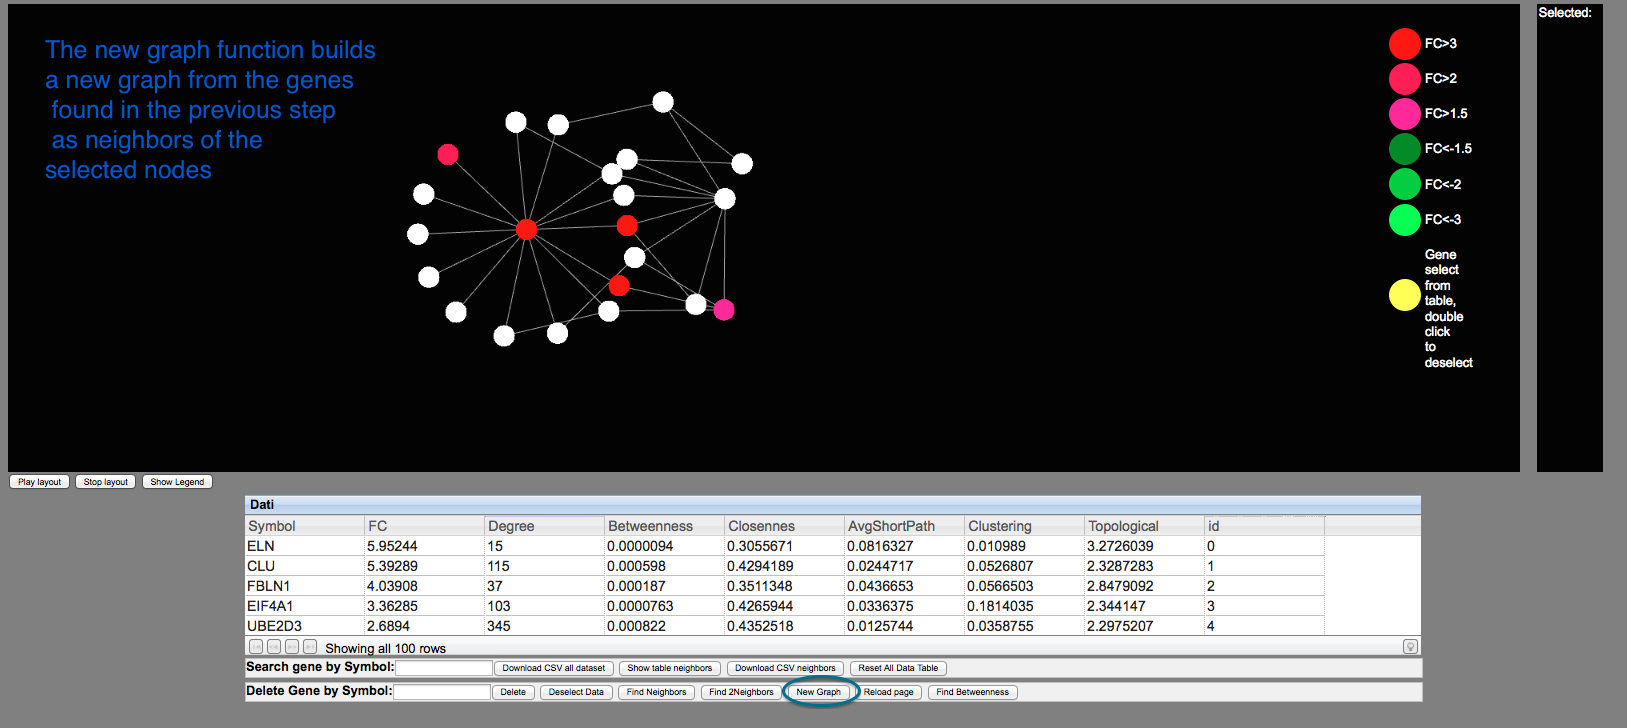 The new graph function builds
a new graph from the genes
found in the previous step
as neighbors of the
selected nodes
Selected:
FC>3
FC>2
FC>1.5
FC<-1.5
FC<-2
FC<-3
Gene
select
from
table,
double
click
to
deselect
Play layout Stop layout Show Legend
Dati
Symbol FC Degree Betweenness Closennes AvgShortPath Clustering Topological id
ELN 5.95244 15 0.0000094 0.3055671 0.0816327 0.010989 3.2726039 0
CLU 5.39289 115 0.000598 0.4294189 0.0244717 0.0526807 2.3287283 1
FBLN1 4.03908 37 0.000187 0.3511348 0.0436653 0.0566503 2.8479092 2
EIF4A1 3.36285 103 0.0000763 0.4265944 0.0336375 0.1814035 2.344147 3
UBE2D3 2.6894 345 0.000822 0.4352518 0.0125744 0.0358755 2.2975207 4
Showing all 100 rows
Search gene by Symbol: Download CSV all dataset Show table neighbors Download CSV neighbors Reset All Data Table
Delete Gene by Symbol: Delete Deselect Data Find Neighbors Find 2Neighbors New Graph Reload page Find Betweenness